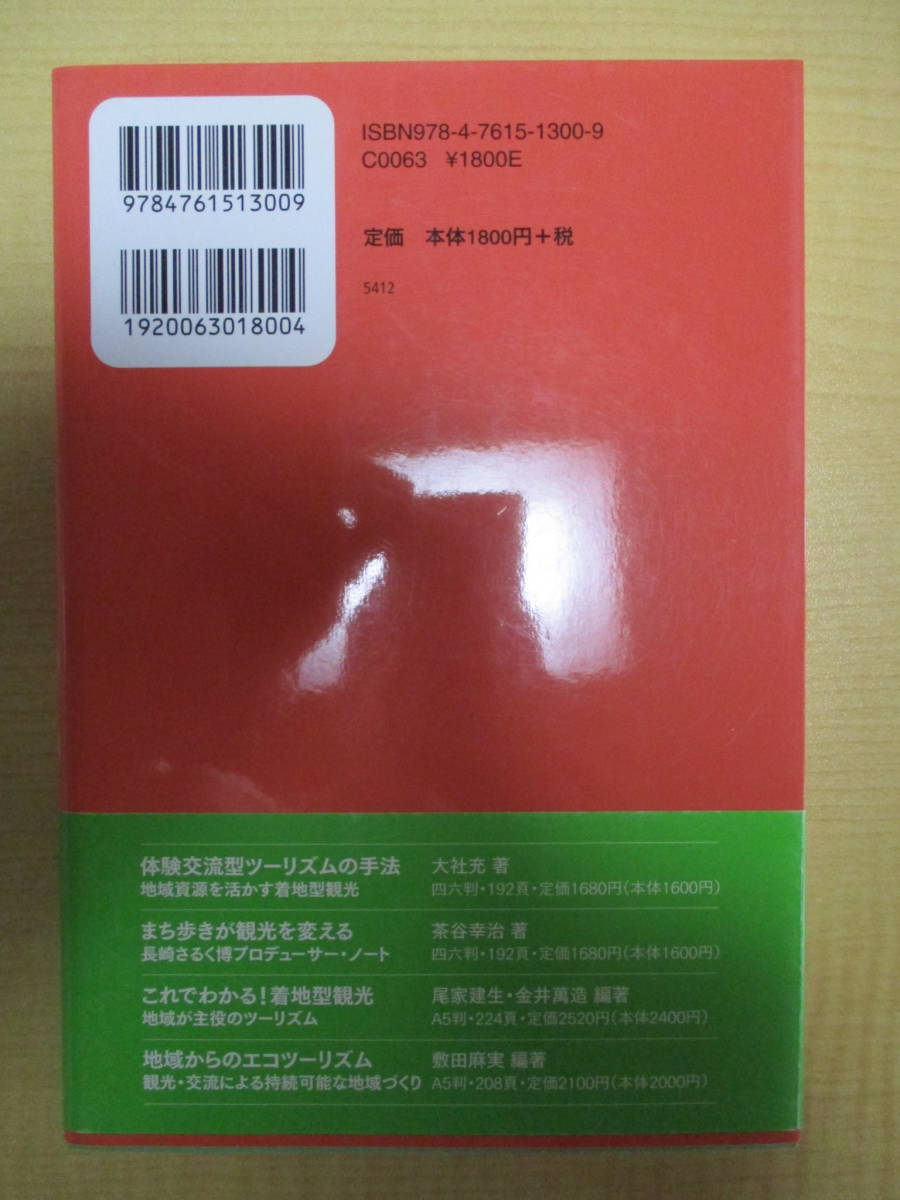 9784761513009
1920063018004
ISBN978-4-7615-1300-9
C0063 ¥1800E
定価 本体1800円+税
5412
体験交流型ツーリズムの手法 大社充 著
地域資源を活かす着地型観光 四六判・192頁・定価1680円(本体1600円)
まち歩きが観光を変える 茶谷幸治 著
長崎さるく博プロデューサー・ノート 四六判・192頁・定価1680円(本体1600円)
これでわかる!着地型観光 尾家建生・金井萬造 編著
地域が主役のツーリズム A5判・224頁・定価2520円(本体2400円)
地域からのエコツーリズム 敷田麻実 編著
観光・交流による持続可能な地域づくり A5判・208頁・定価2100円(本体2000円)